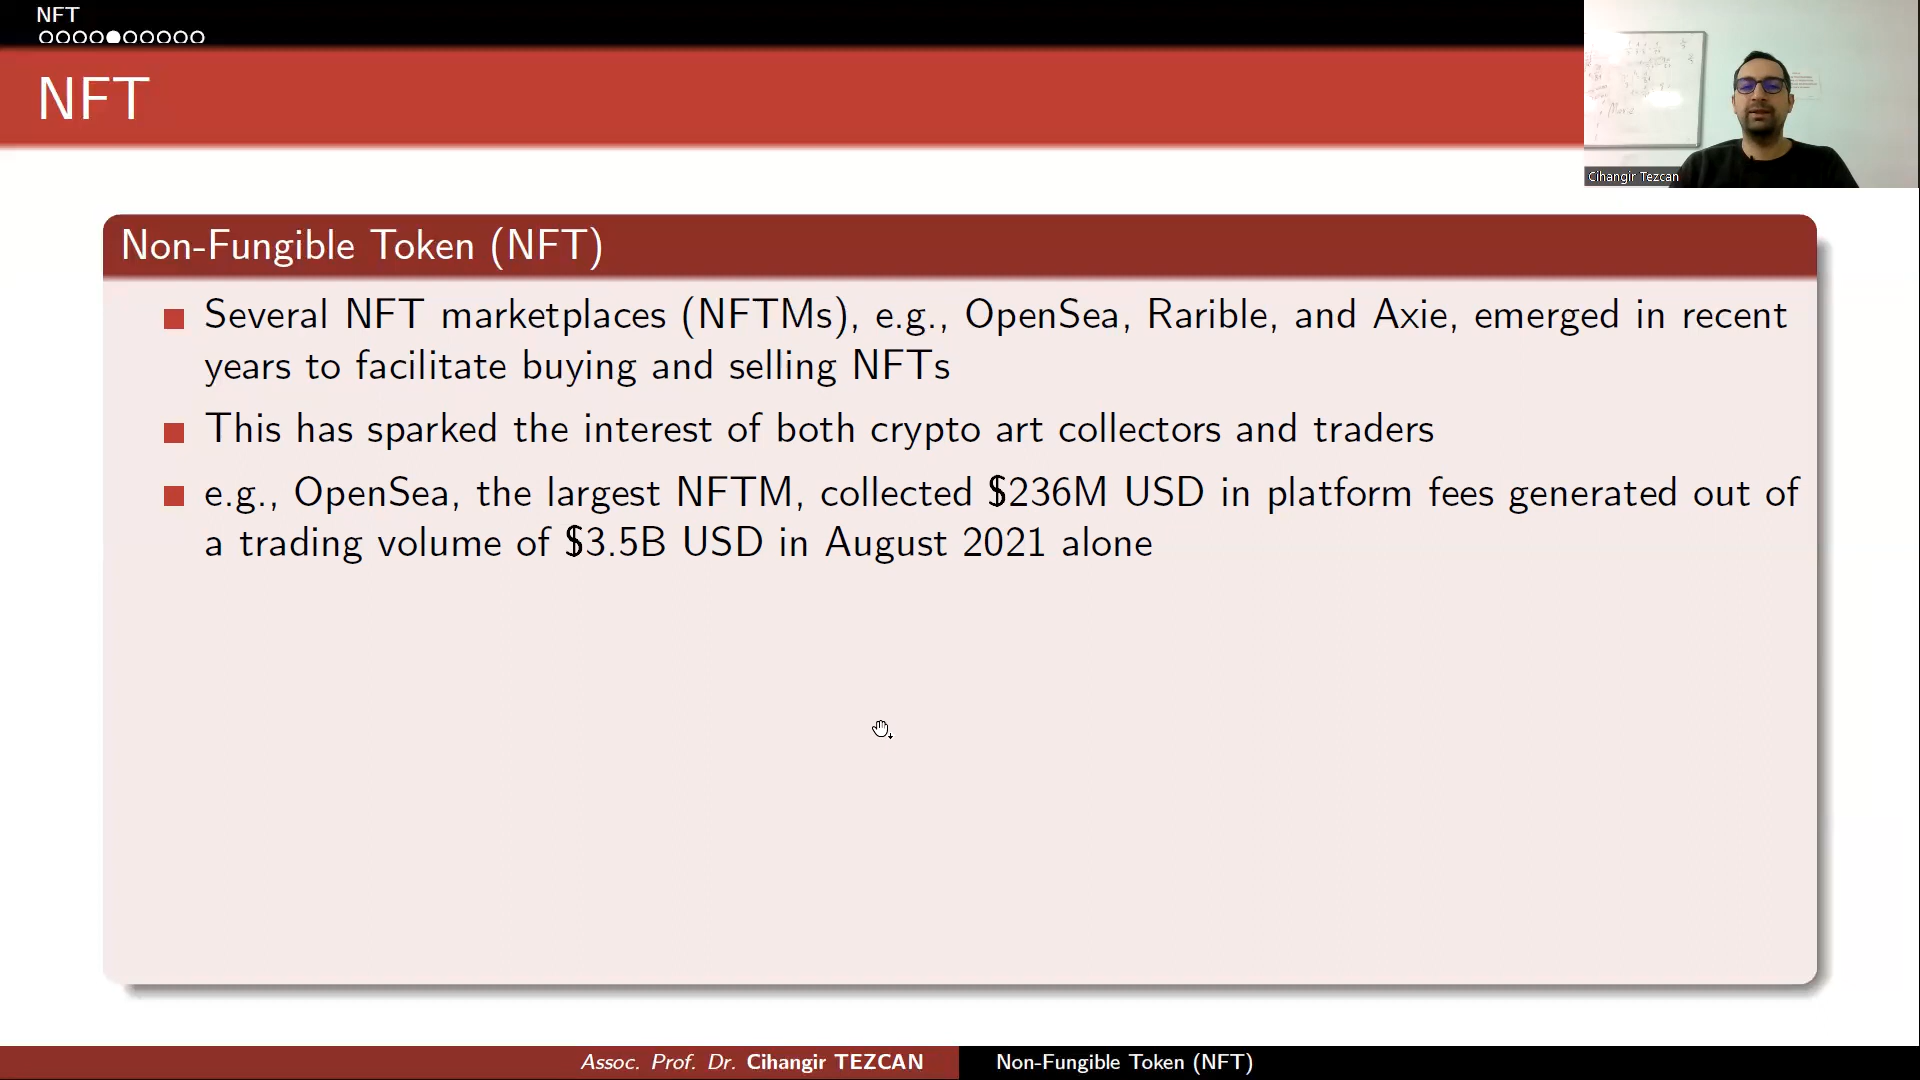 NFT
NFT
Cihangir Tezcan
Non-Fungible Token (NFT)
Several NFT marketplaces (NFTMs), e.g., OpenSea, Rarible, and Axie, emerged in recent
years to facilitate buying and selling NFTs
This has sparked the interest of both crypto art collectors and traders
e.g., OpenSea, the largest NFTM, collected $236M USD in platform fees generated out of
a trading volume of $3.5B USD in August 2021 alone
Assoc. Prof. Dr. Cihangir TEZCAN
Non-Fungible Token (NFT)